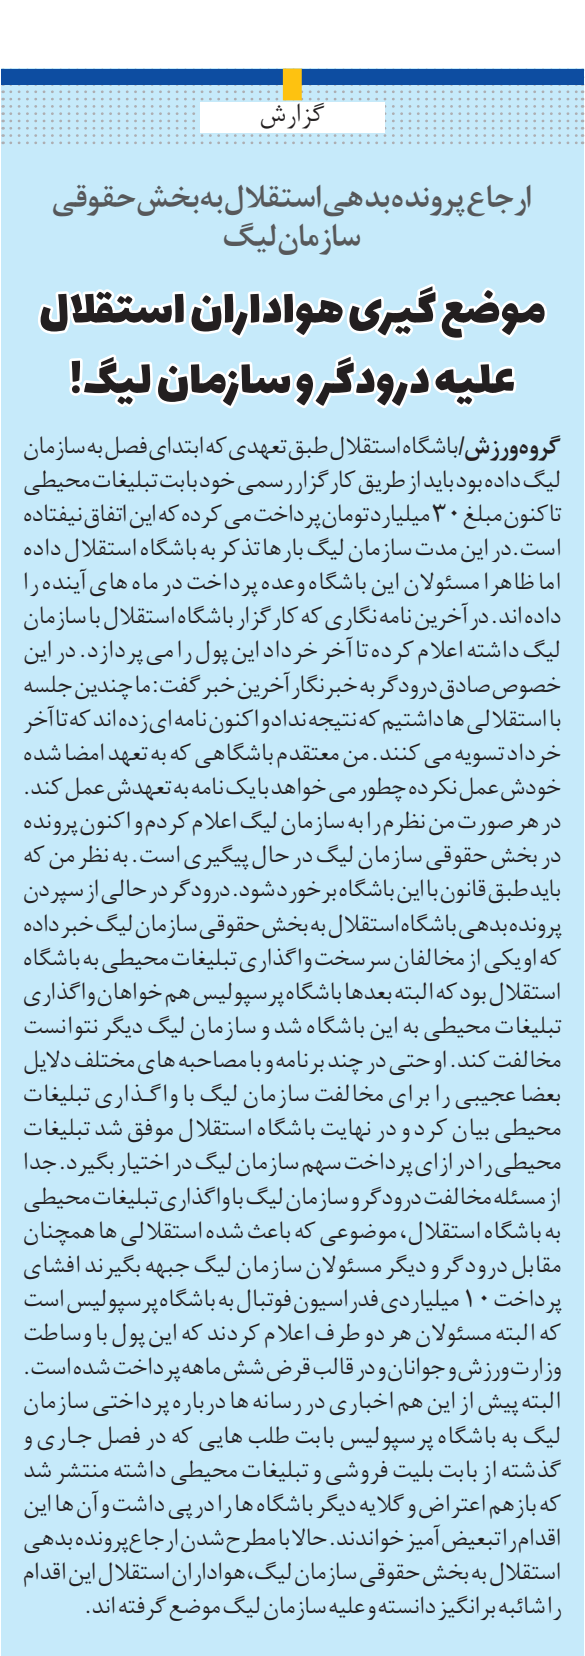 گزارش
ارجاع پرونده بدهی استقلال به بخش حقوقی
سازمان لیگ
موضع گیری هواداران استقلال
علیه درودگر و سازمان لیگ!
گروه ورزش/ باشگاه استقلال طبق تعهدی که ابتدای فصل به سازمان
لیگ داده بود باید از طریق کارگزار رسمی خود بابت تبلیغات محیطی
تاکنون مبلغ ۳۰ میلیارد تومان پرداخت می کرده که این اتفاق نیفتاده
است. در این مدت سازمان لیگ بارها تذکر به باشگاه استقلال داده
اما ظاهرا مسئولان این باشگاه وعده پرداخت در ماه های آینده را
داده اند. در آخرین نامه نگاری که کارگزار باشگاه استقلال با سازمان
لیگ داشته اعلام کرده تا آخر خرداد این پول را می پردازد. در این
خصوص صادق درودگر به خبرنگار آخرین خبر گفت: ما چندین جلسه
با استقلالی ها داشتیم که نتیجه نداد و اکنون نامه ای زده اند که تا آخر
خرداد تسویه می کنند. من معتقدم باشگاهی که به تعهد امضا شده
خودش عمل نکرده چطور می خواهد با یک نامه به تعهدش عمل کند.
در هر صورت من نظرم را به سازمان لیگ اعلام کردم و اکنون پرونده
در بخش حقوقی سازمان لیگ در حال پیگیری است. به نظر من که
باید طبق قانون با این باشگاه برخورد شود. درودگر در حالی از سپردن
پرونده بدهی باشگاه استقلال به بخش حقوقی سازمان لیگ خبر داده
که او یکی از مخالفان سرسخت واگذاری تبلیغات محیطی به باشگاه
استقلال بود که البته بعدها باشگاه پرسپولیس هم خواهان واگذاری
تبلیغات محیطی به این باشگاه شد و سازمان لیگ دیگر نتوانست
مخالفت کند. او حتی در چند برنامه و با مصاحبه های مختلف دلایل
بعضا عجیبی را برای مخالفت سازمان لیگ با واگذاری تبلیغات
محیطی بیان کرد و در نهایت باشگاه استقلال موفق شد تبلیغات
محیطی را در ازای پرداخت سهم سازمان لیگ در اختیار بگیرد. جدا
از مسئله مخالفت درودگر و سازمان لیگ با واگذاری تبلیغات محیطی
به باشگاه استقلال، موضوعی که باعث شده استقلالی ها همچنان
مقابل درودگر و دیگر مسئولان سازمان لیگ جبهه بگیرند افشای
پرداخت ۱۰ میلیاردی فدراسیون فوتبال به باشگاه پرسپولیس است
که البته مسئولان هر دو طرف اعلام کردند که این پول با وساطت
وزارت ورزش و جوانان و در قالب قرض شش ماهه پرداخت شده است.
البته پیش از این هم اخباری در رسانه ها درباره پرداختی سازمان
لیگ به باشگاه پرسپولیس بابت طلب هایی که در فصل جاری و
گذشته از بابت بلیت فروشی و تبلیغات محیطی داشته منتشر شد
که باز هم اعتراض و گلایه دیگر باشگاه ها را در پی داشت و آن ها این
اقدام را تبعیض آمیز خواندند. حالا با مطرح شدن ارجاع پرونده بدهی
استقلال به بخش حقوقی سازمان لیگ، هواداران استقلال این اقدام
را شائبه برانگیز دانسته و علیه سازمان لیگ موضع گرفته اند.